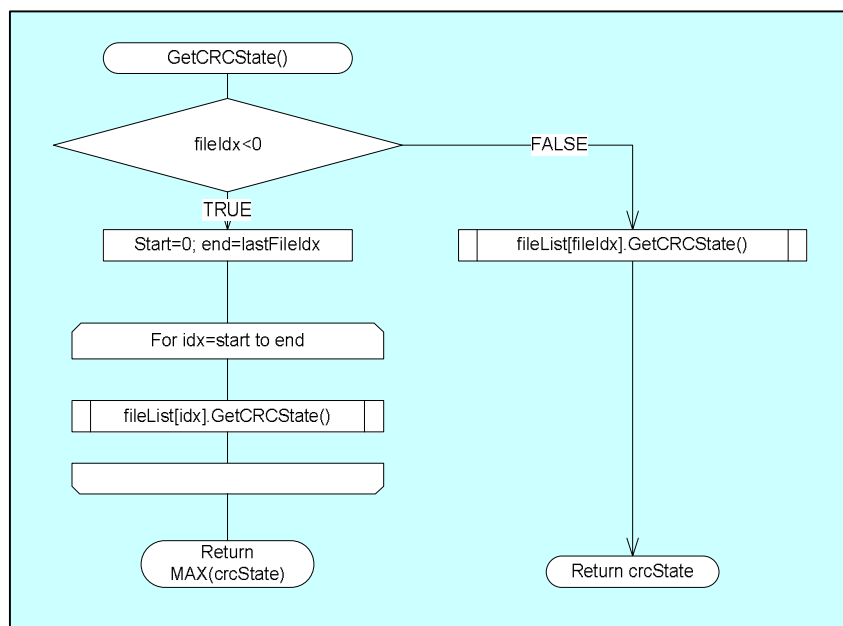 GetCRCState()
fileIdx<0
FALSE
TRUE
Start=0; end=lastFileIdx
fileList[fileIdx].GetCRCState()
For idx=start to end
fileList[idx].GetCRCState()
Return
MAX(crcState)
Return crcState